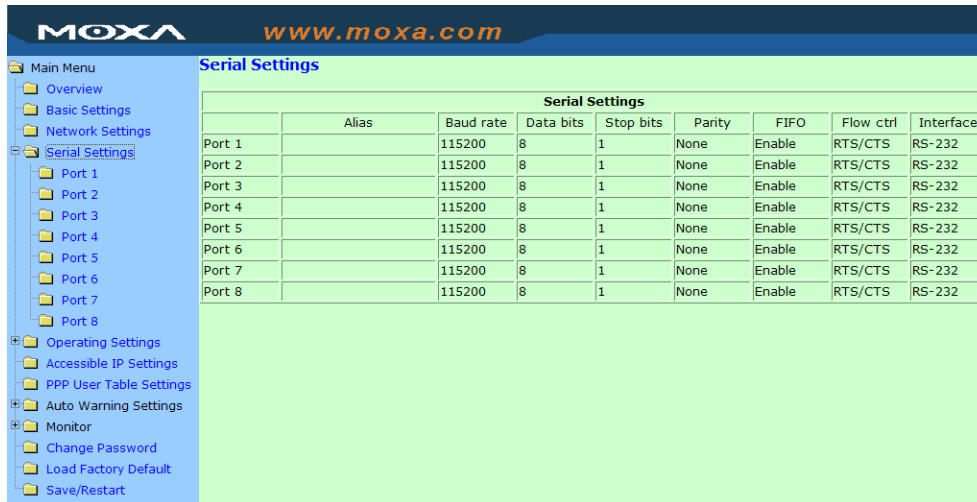 MOXA www.moxa.com
Main Menu
Overview
Basic Settings
Network Settings
Serial Settings
Port 1
Port 2
Port 3
Port 4
Port 5
Port 6
Port 7
Port 8
Operating Settings
Accessible IP Settings
PPP User Table Settings
Auto Warning Settings
Monitor
Change Password
Load Factory Default
Save/Restart
Serial Settings
Serial Settings
Alias Baud rate Data bits Stop bits Parity FIFO Flow ctrl Interface
Port 1 115200 8 1 None Enable RTS/CTS RS-232
Port 2 115200 8 1 None Enable RTS/CTS RS-232
Port 3 115200 8 1 None Enable RTS/CTS RS-232
Port 4 115200 8 1 None Enable RTS/CTS RS-232
Port 5 115200 8 1 None Enable RTS/CTS RS-232
Port 6 115200 8 1 None Enable RTS/CTS RS-232
Port 7 115200 8 1 None Enable RTS/CTS RS-232
Port 8 115200 8 1 None Enable RTS/CTS RS-232